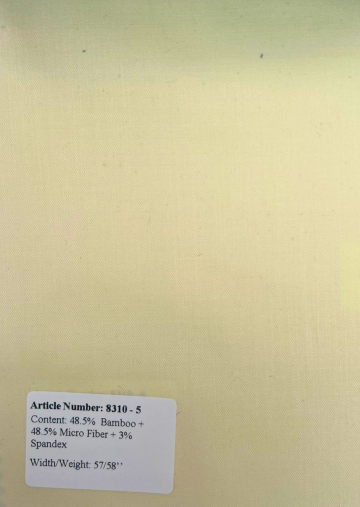 Article Number: 8310 - 5
Content: 48.5% Bamboo +
48.5% Micro Fiber + 3%
Spandex
Width/Weight: 57/58``